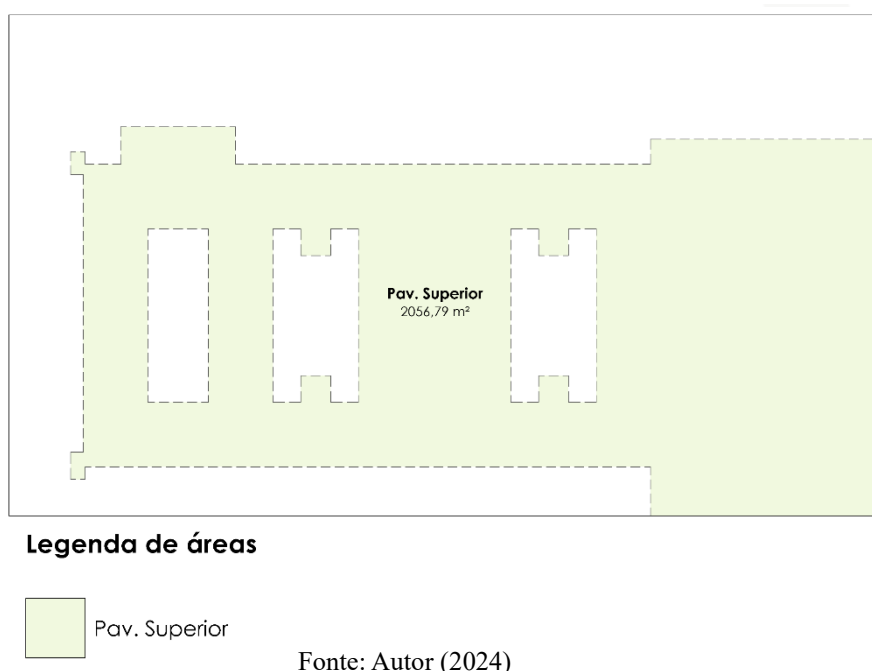 Pav. Superior
2056,79 m²
Legenda de áreas
Pav. Superior
Fonte: Autor (2024)